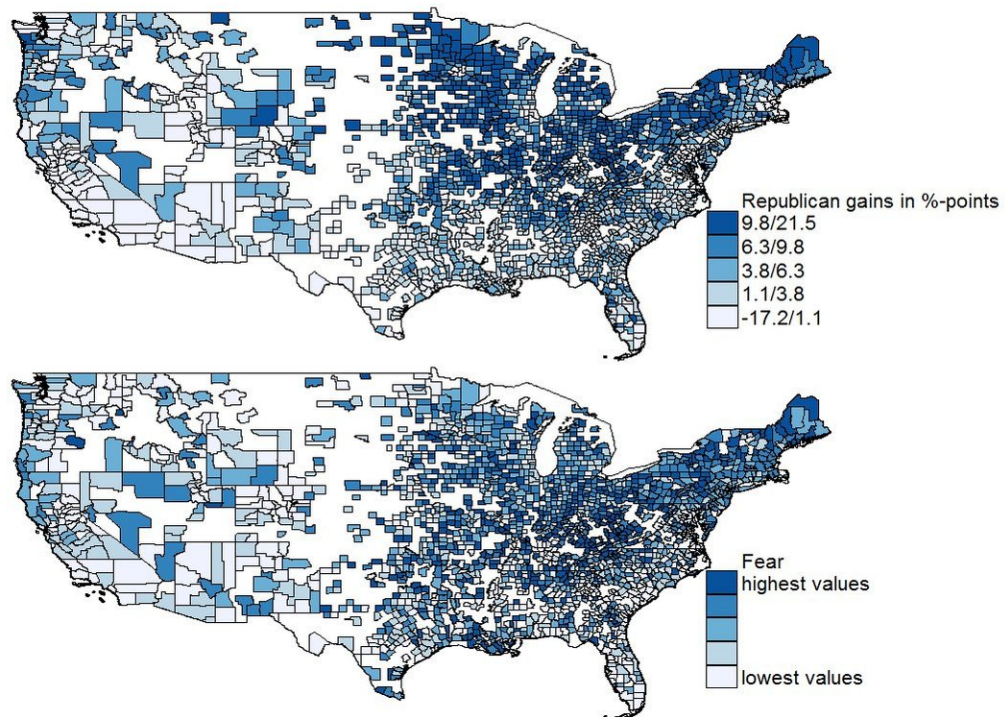 Republican gains in %-points
9.8/21.5
6.3/9.8
3.8/6.3
1.1/3.8
-17.2/1.1
Fear
highest values
lowest values